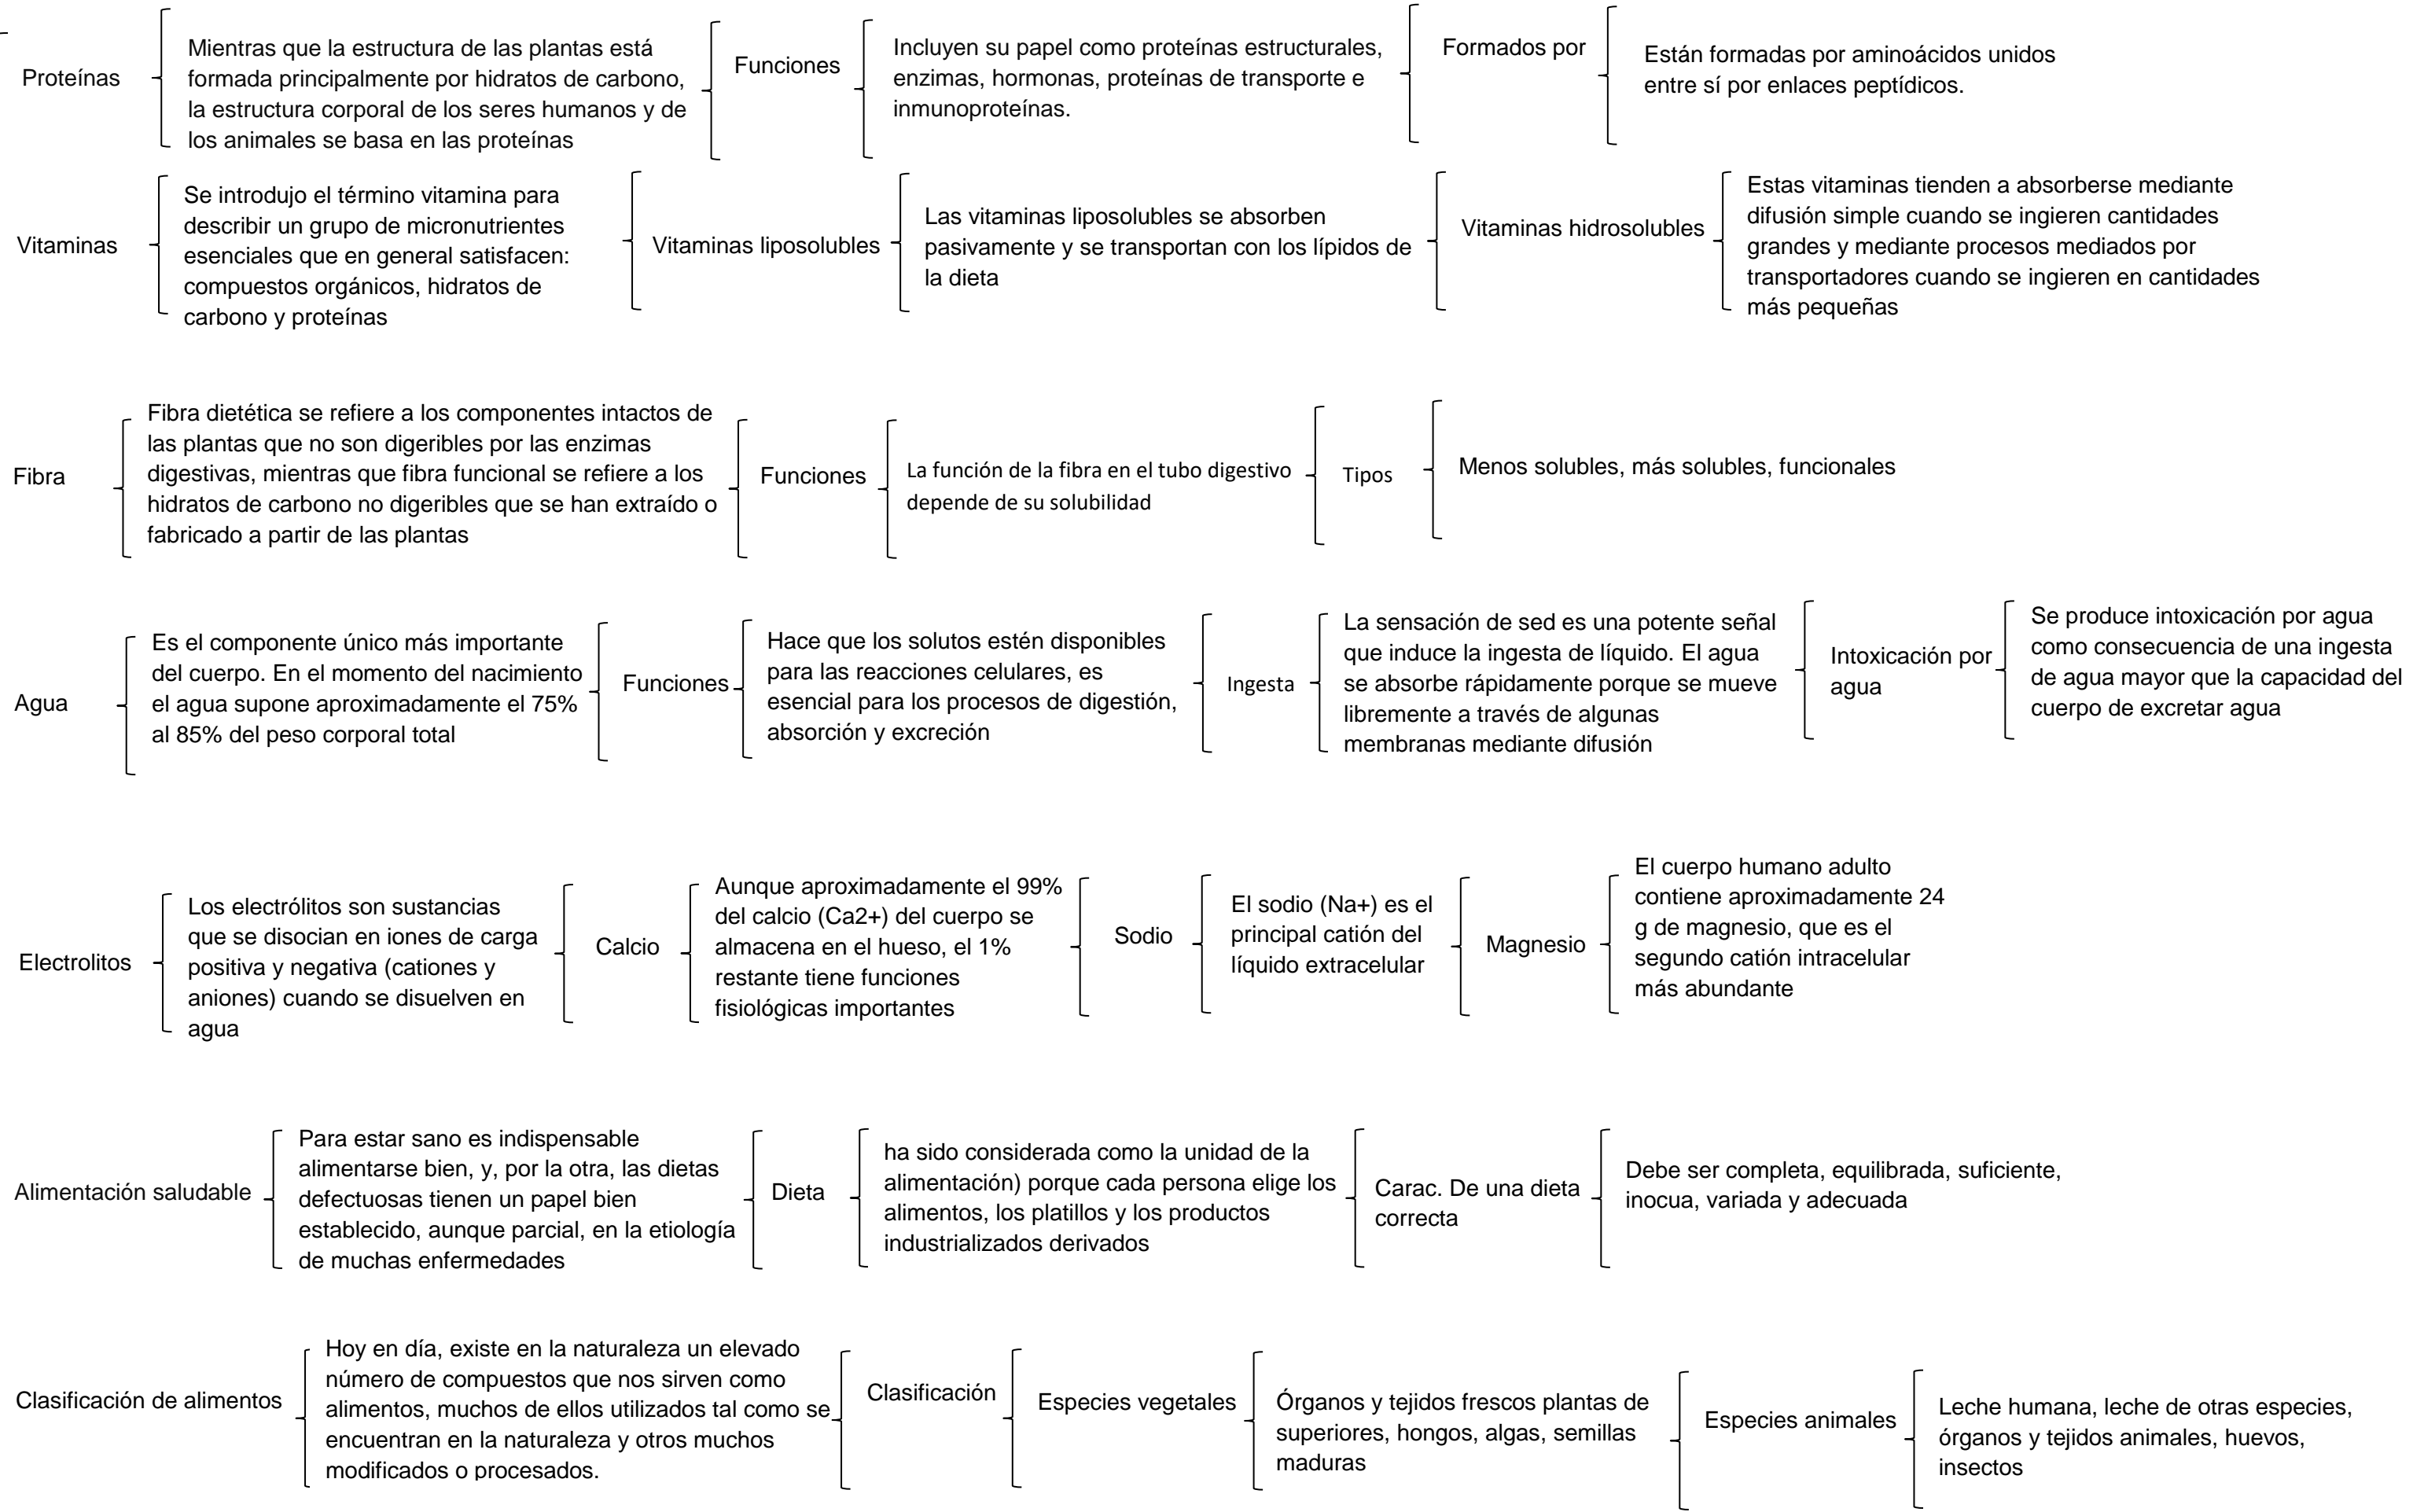 Proteínas
Mientras que la estructura de las plantas está
formada principalmente por hidratos de carbono,
la estructura corporal de los seres humanos y de
los animales se basa en las proteínas
Funciones
Incluyen su papel como proteínas estructurales,
enzimas, hormonas, proteínas de transporte e
inmunoproteínas.
Formados por
Están formadas por aminoácidos unidos
entre sí por enlaces peptídicos.
Vitaminas
Se introdujo el término vitamina para
describir un grupo de micronutrientes
esenciales que en general satisfacen:
compuestos orgánicos, hidratos de
carbono y proteínas
Vitaminas liposolubles
Las vitaminas liposolubles se absorben
pasivamente y se transportan con los lípidos de
la dieta
Vitaminas hidrosolubles
Estas vitaminas tienden a absorberse mediante
difusión simple cuando se ingieren cantidades
grandes y mediante procesos mediados por
transportadores cuando se ingieren en cantidades
más pequeñas
Fibra
Fibra dietética se refiere a los componentes intactos de
las plantas que no son digeribles por las enzimas
digestivas, mientras que fibra funcional se refiere a los
hidratos de carbono no digeribles que se han extraído o
fabricado a partir de las plantas
Funciones
La función de la fibra en el tubo digestivo
depende de su solubilidad
Tipos
Menos solubles, más solubles, funcionales
Agua
Es el componente único más importante
del cuerpo. En el momento del nacimiento
el agua supone aproximadamente el 75%
al 85% del peso corporal total
Funciones
Hace que los solutos estén disponibles
para las reacciones celulares, es
esencial para los procesos de digestión,
absorción y excreción
Ingesta
La sensación de sed es una potente señal
que induce la ingesta de líquido. El agua
se absorbe rápidamente porque se mueve
libremente a través de algunas
membranas mediante difusión
Intoxicación por
agua
Se produce intoxicación por agua
como consecuencia de una ingesta
de agua mayor que la capacidad del
cuerpo de excretar agua
Electrolitos
Los electrólitos son sustancias
que se disocian en iones de carga
positiva y negativa (cationes y
aniones) cuando se disuelven en
agua
Calcio
Aunque aproximadamente el 99%
del calcio (Ca2+) del cuerpo se
almacena en el hueso, el 1%
restante tiene funciones
fisiológicas importantes
Sodio
El sodio (Na+) es el
principal catión del
líquido extracelular
Magnesio
El cuerpo humano adulto
contiene aproximadamente 24
g de magnesio, que es el
segundo catión intracelular
más abundante
Alimentación saludable
Para estar sano es indispensable
alimentarse bien, y, por la otra, las dietas
defectuosas tienen un papel bien
establecido, aunque parcial, en la etiología
de muchas enfermedades
Dieta
ha sido considerada como la unidad de la
alimentación) porque cada persona elige los
alimentos, los platillos y los productos
industrializados derivados
Carac. De una dieta
correcta
Debe ser completa, equilibrada, suficiente,
inocua, variada y adecuada
Clasificación de alimentos
Hoy en día, existe en la naturaleza un elevado
número de compuestos que nos sirven como
alimentos, muchos de ellos utilizados tal como se
encuentran en la naturaleza y otros muchos
modificados o procesados.
Clasificación
Especies vegetales
Órganos y tejidos frescos plantas de
superiores, hongos, algas, semillas
maduras
Especies animales
Leche humana, leche de otras especies,
órganos y tejidos animales, huevos,
insectos